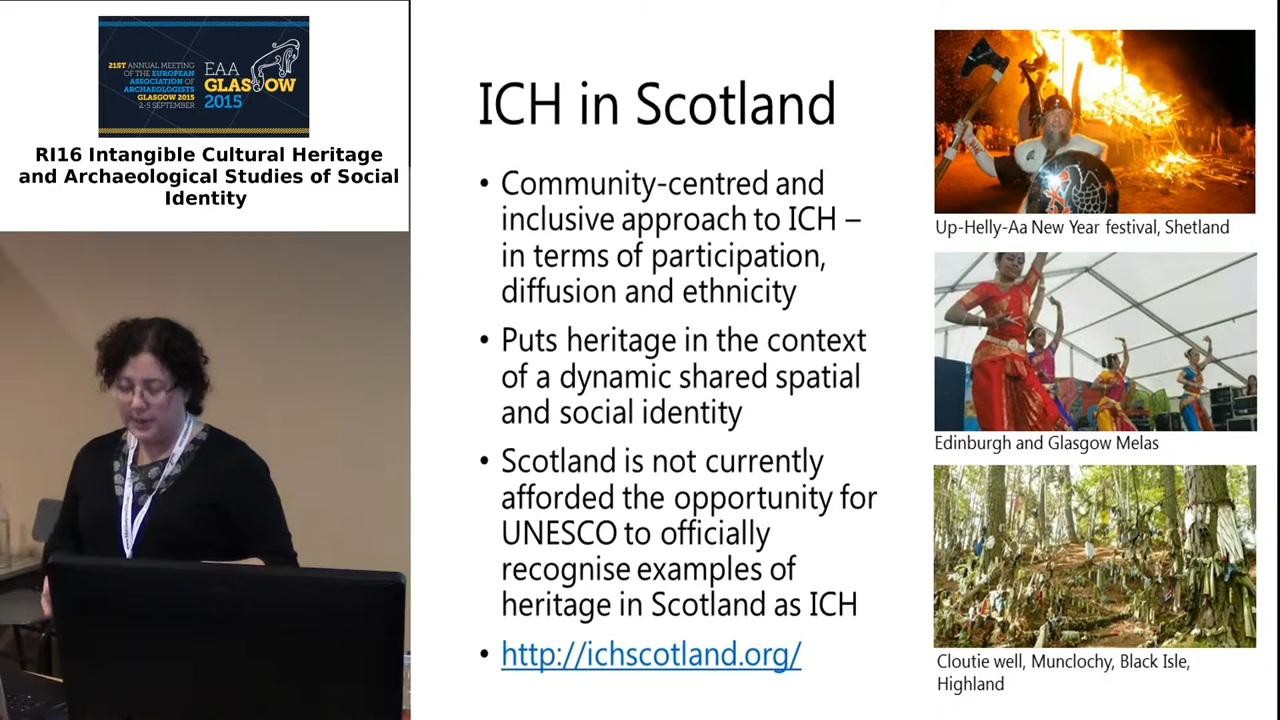 21ST ANNUAL MEETING
OF THE EUROPEAN
ASSOCIATION OF
ARCHAEOLOGISTS
GLASGOW 2015
2-5 SEPTEMBER
EAA
GLASGOW
2015
RI16 Intangible Cultural Heritage
and Archaeological Studies of Social
Identity
ICH in Scotland
• Community-centred and
inclusive approach to ICH –
in terms of participation,
diffusion and ethnicity
• Puts heritage in the context
of a dynamic shared spatial
and social identity
• Scotland is not currently
afforded the opportunity for
UNESCO to officially
recognise examples of
heritage in Scotland as ICH
• http://ichscotland.org/
Up-Helly-Aa New Year festival, Shetland
Edinburgh and Glasgow Melas
Cloutie well, Munclochy, Black Isle,
Highland